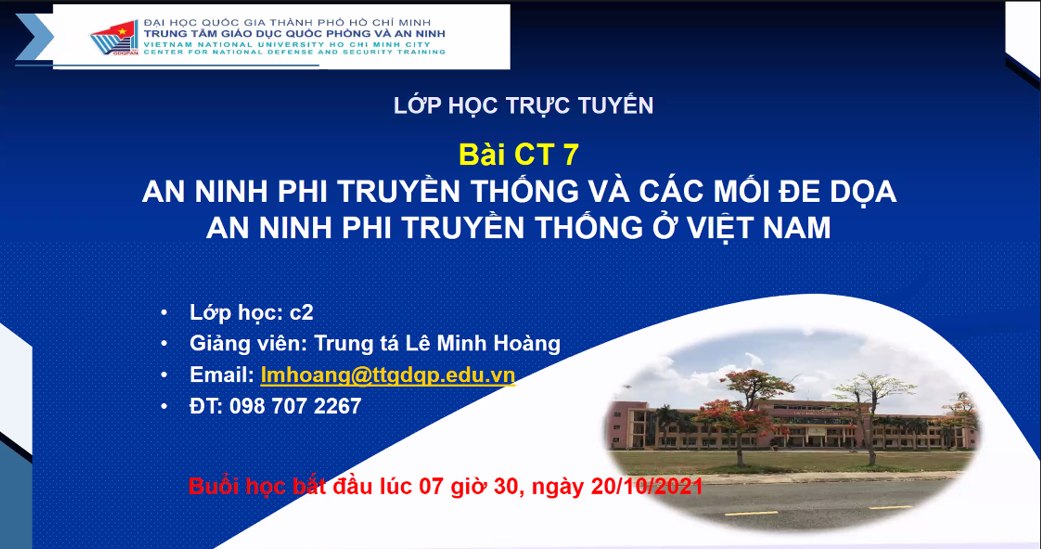 ĐẠI HỌC QUỐC GIA THÀNH PHỐ HỒ CHÍ MINH
TRUNG TÂM GIÁO DỤC QUỐC PHÒNG VÀ AN NINH
VIETNAM NATIONAL UNIVERSITY HO CHI MINH CITY
CENTER FOR NATIONAL DEFENSE AND SECURITY TRAINING
LỚP HỌC TRỰC TUYẾN
Bài CT 7
AN NINH PHI TRUYỀN THỐNG VÀ CÁC MỐI ĐE DỌA
AN NINH PHI TRUYỀN THỐNG Ở VIỆT NAM
• Lớp học: c2
• Giảng viên: Trung tá Lê Minh Hoàng
• Email: lmhoang@ttgdqp.edu.vn
• ĐT: 098 707 2267
Buổi học bắt đầu lúc 07 giờ 30, ngày 20/10/2021